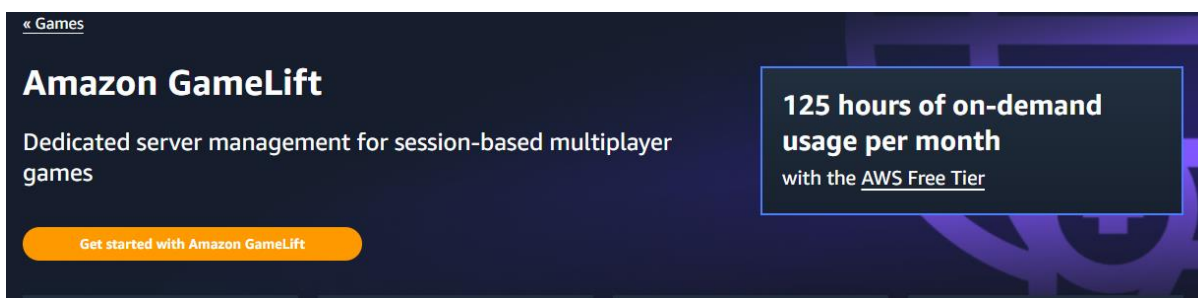 « Games
Amazon GameLift
Dedicated server management for session-based multiplayer
games
Get started with Amazon GameLift
125 hours of on-demand
usage per month
with the AWS Free Tier